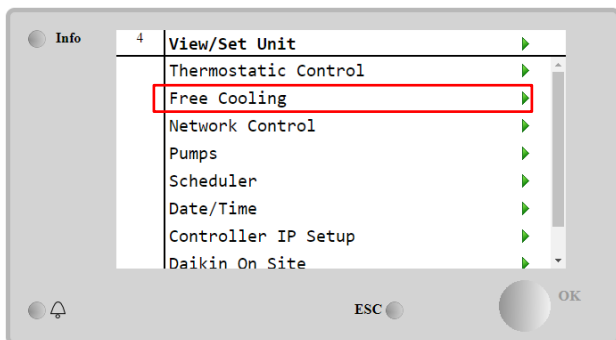 Info
4 View/Set Unit
Thermostatic Control
Free Cooling
Network Control
Pumps
Scheduler
Date/Time
Controller IP Setup
Daikin On Site
ESC
OK